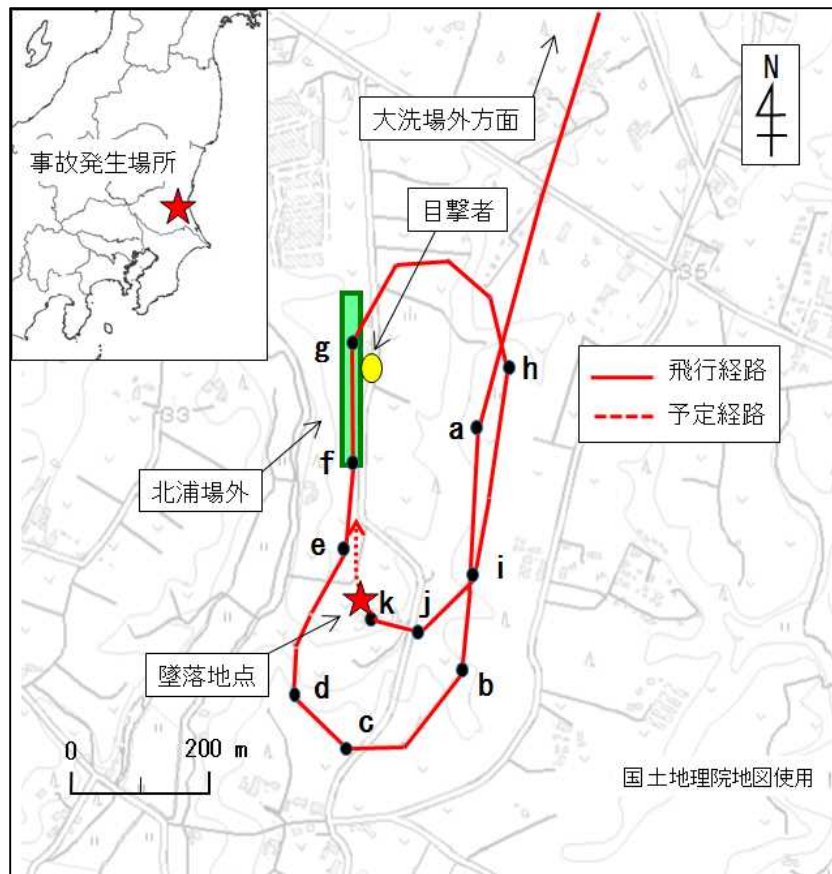 事故発生場所
N
大洗場外方面
目撃者
35
g
h
飛行経路
予定経路
33
a
f
北浦場外
e
i
k
j
墜落地点
d
b
c
0 200 m
国土地理院地図使用